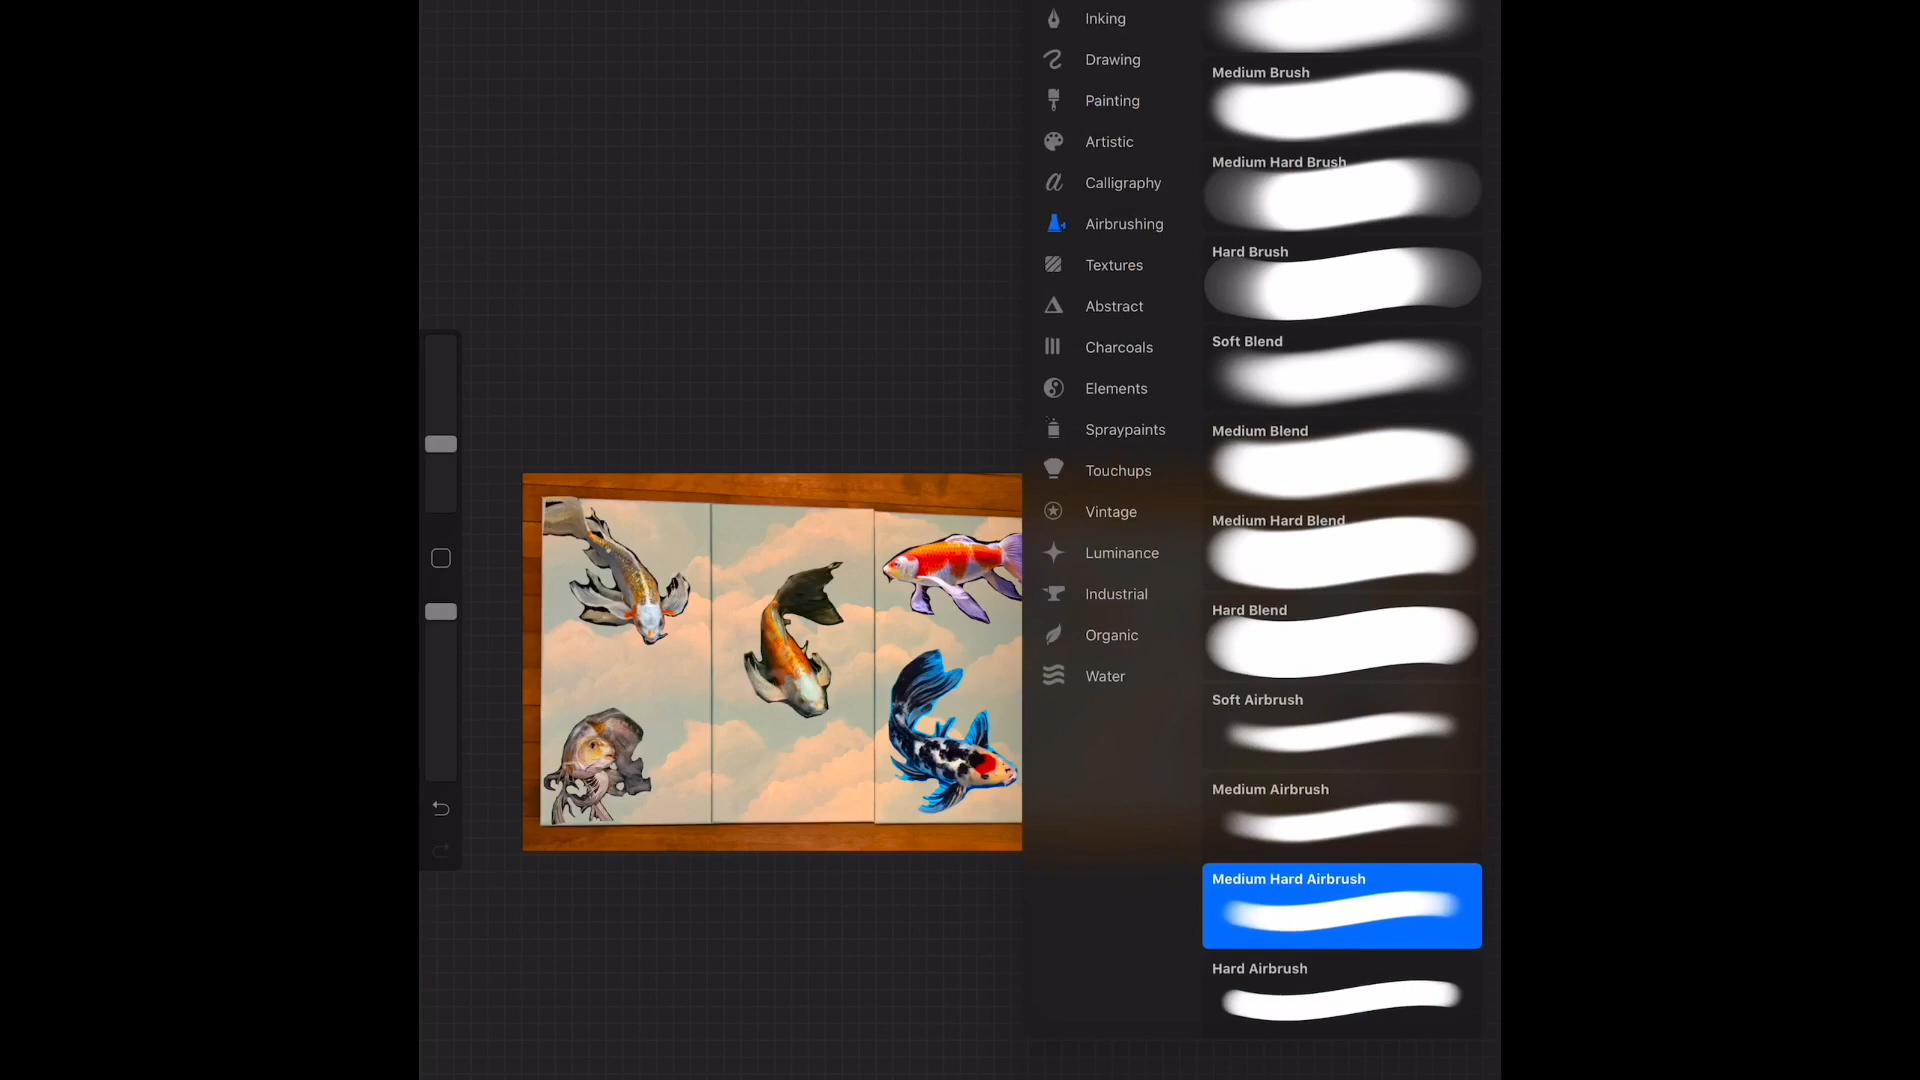 Inking
Drawing
Painting
Artistic
Calligraphy
Airbrushing
Textures
Abstract
Charcoals
Elements
Spraypaints
Touchups
Vintage
Luminance
Industrial
Organic
Water
Medium Brush
Medium Hard Brush
Hard Brush
Soft Blend
Medium Blend
Medium Hard Blend
Hard Blend
Soft Airbrush
Medium Airbrush
Medium Hard Airbrush
Hard Airbrush